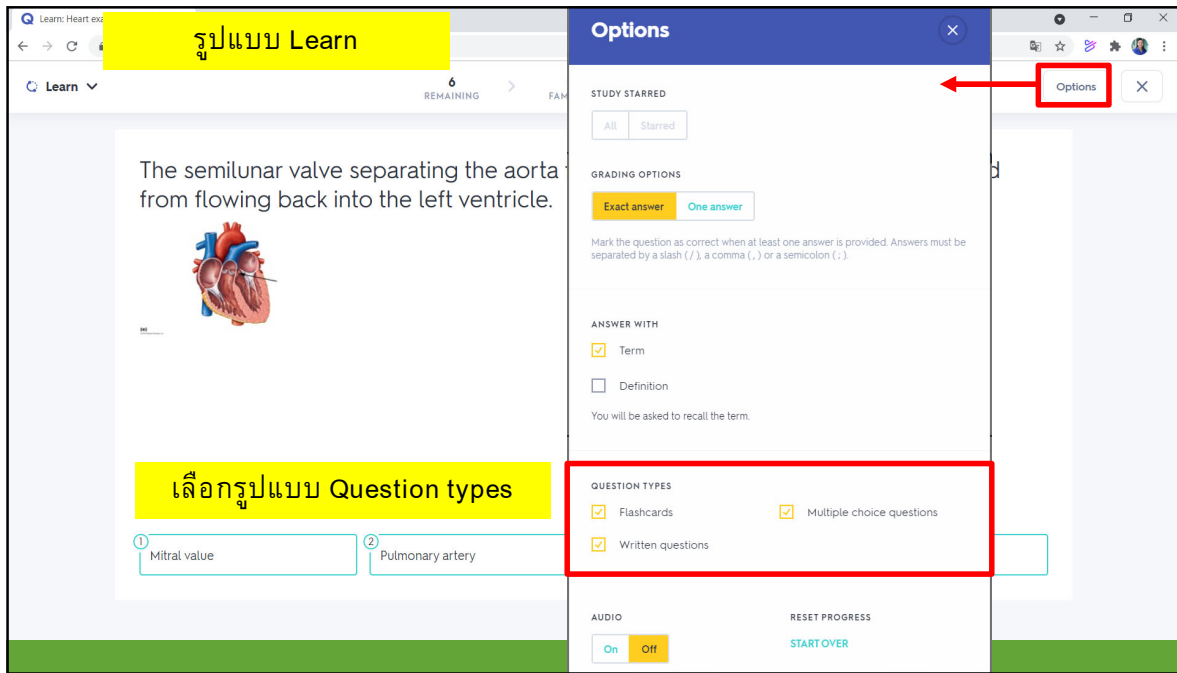 Learn: Heart exa
รูปแบบ Learn
Learn
6
REMAINING
FAM
Options
Options
STUDY STARRED
All
Starred
GRADING OPTIONS
Exact answer
One answer
Mark the question as correct when at least one answer is provided. Answers must be
separated by a slash ( / ), a comma ( , ) or a semicolon ( ; ).
The semilunar valve separating the aorta
from flowing back into the left ventricle.
ANSWER WITH
Term
Definition
You will be asked to recall the term.
เลือกรูปแบบ Question types
QUESTION TYPES
Flashcards
Multiple choice questions
Written questions
1
Mitral value
2
Pulmonary artery
AUDIO
On
Off
RESET PROGRESS
START OVER